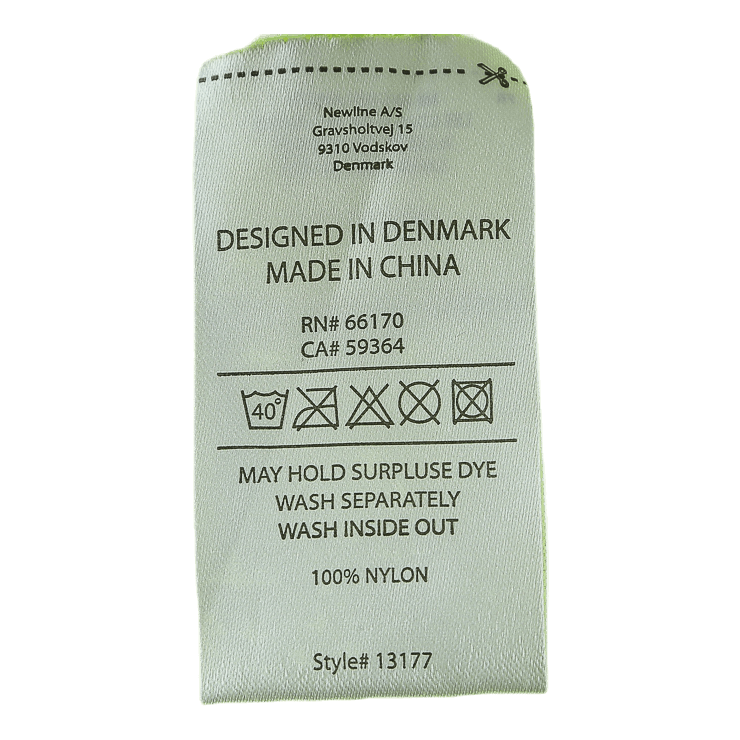 Newline A/S
Gravsholtvej 15
9310 Vodskov
Denmark
DESIGNED IN DENMARK
MADE IN CHINA
RN# 66170
CA# 59364
40°
MAY HOLD SURPLUSE DYE
WASH SEPARATELY
WASH INSIDE OUT
100% NYLON
Style# 13177